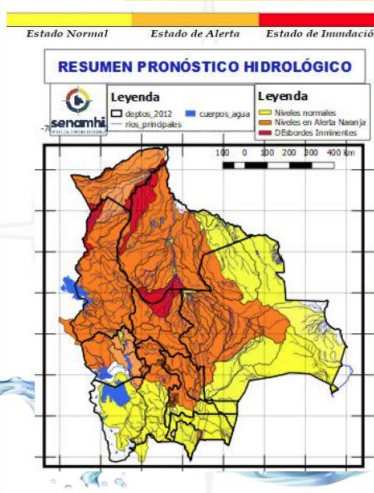 Estado Normal Estado de Alerta Estado de Inundació
RESUMEN PRONÓSTICO HIDROLÓGICO
senamhi
Leyenda
deptos_2012 cuerpos_agua
rios_principales
Leyenda
Niveles normales
Niveles en Alerta Naranja
DEsbordes Inminentes
100 0 100 200 300 400 km